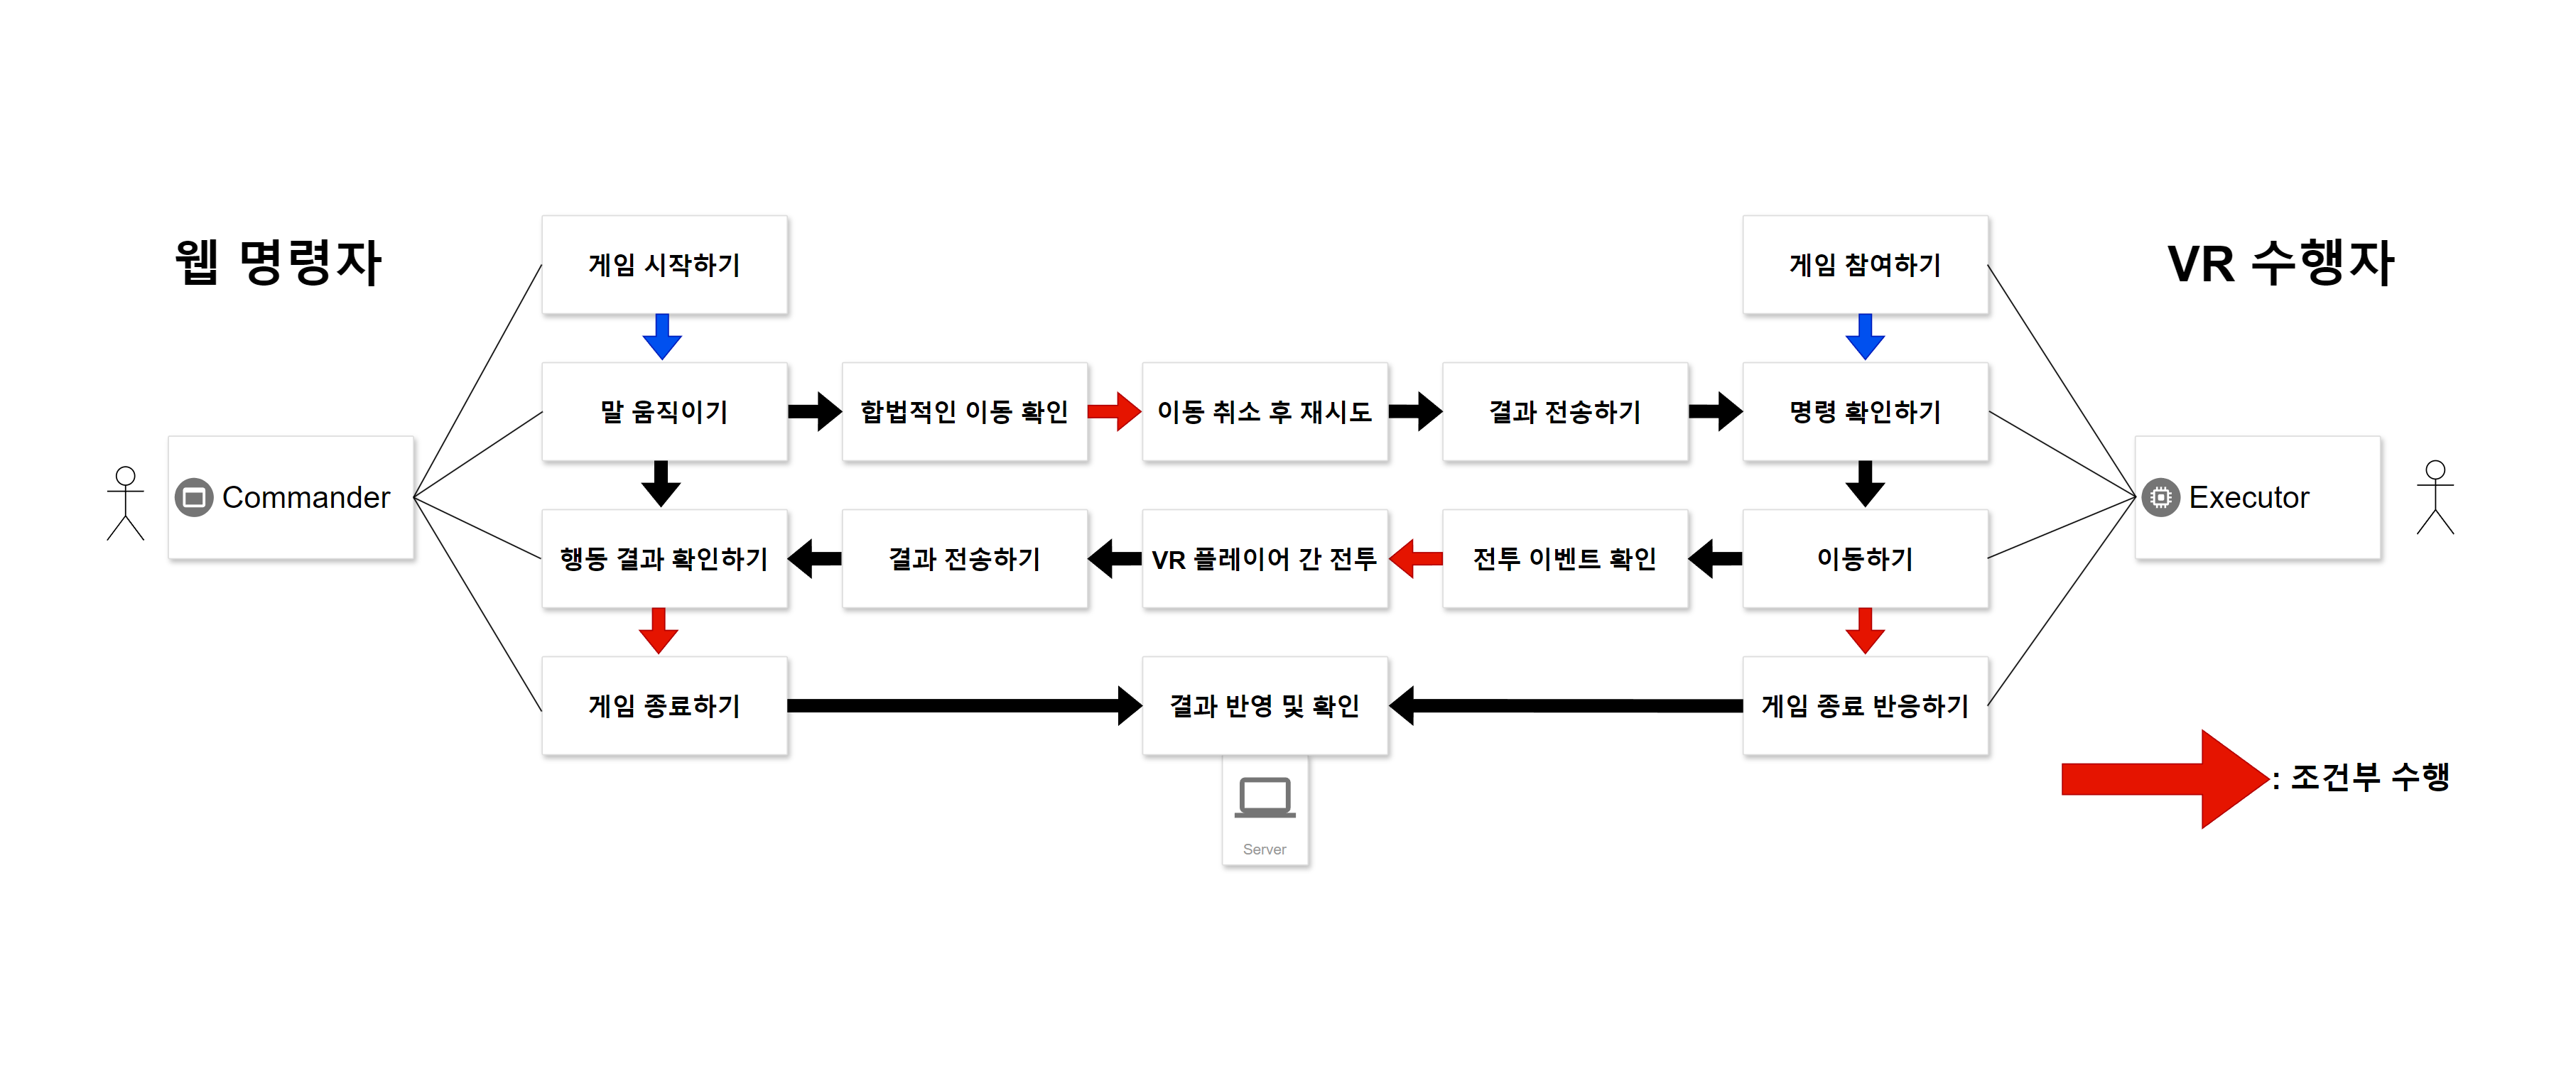 웹 명령자
VR 수행자
게임 시작하기
게임 참여하기
말 움직이기
합법적인 이동 확인
이동 취소 후 재시도
결과 전송하기
명령 확인하기
Commander
Executor
행동 결과 확인하기
결과 전송하기
VR 플레이어 간 전투
전투 이벤트 확인
이동하기
게임 종료하기
결과 반영 및 확인
게임 종료 반응하기
: 조건부 수행
Server